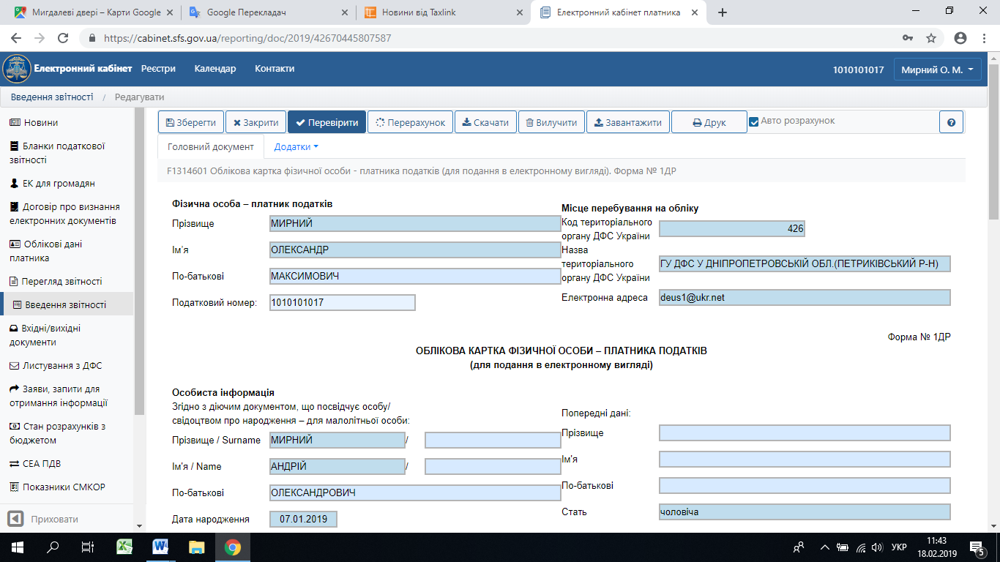 Мигдалеві двері – Карти Google
Google Перекладач
Новини від Taxlink
Електронний кабінет платника
https://cabinet.sfs.gov.ua/reporting/doc/2019/42670445807587
Електронний кабінет
Реєстри
Календар
Контакти
1010101017
Мирний О. М.
Введення звітності / Редагувати
Новини
Бланки податкової
звітності
ЕК для громадян
Договір про визнання
електронних документів
Облікові дані
платника
Перегляд звітності
Введення звітності
Вхідні/вихідні
документи
Листування з ДФС
Заяви, запити для
отримання інформації
Стан розрахунків з
бюджетом
СЕА ПДВ
Показники СМКОР
Приховати
Зберегти
Закрити
Перевірити
Перерахунок
Скачати
Вилучити
Завантажити
Друк
Авто розрахунок
Головний документ
Додатки
F1314601 Облікова картка фізичної особи - платника податків (для подання в електронному вигляді). Форма № 1ДР
Фізична особа – платник податків
Прізвище МИРНИЙ
Ім’я ОЛЕКСАНДР
По-батькові МАКСИМОВИЧ
Податковий номер: 1010101017
Місце перебування на обліку
Код територіального
органу ДФС України
426
Назва
територіального
органу ДФС України
ГУ ДФС У ДНІПРОПЕТРОВСЬКІЙ ОБЛ.(ПЕТРИКІВСЬКИЙ Р-Н)
Електронна адреса deus1@ukr.net
Форма № 1ДР
ОБЛІКОВА КАРТКА ФІЗИЧНОЇ ОСОБИ – ПЛАТНИКА ПОДАТКІВ
(для подання в електронному вигляді)
Особиста інформація
Згідно з діючим документом, що посвідчує особу/
свідоцтвом про народження – для малолітньої особи:
Прізвище / Surname МИРНИЙ /
Ім’я / Name АНДРІЙ /
По-батькові ОЛЕКСАНДРОВИЧ
Дата народження 07.01.2019
Попередні дані:
Прізвище
Ім’я
По-батькові
Стать чоловіча
УКР
11:43
18.02.2019
5